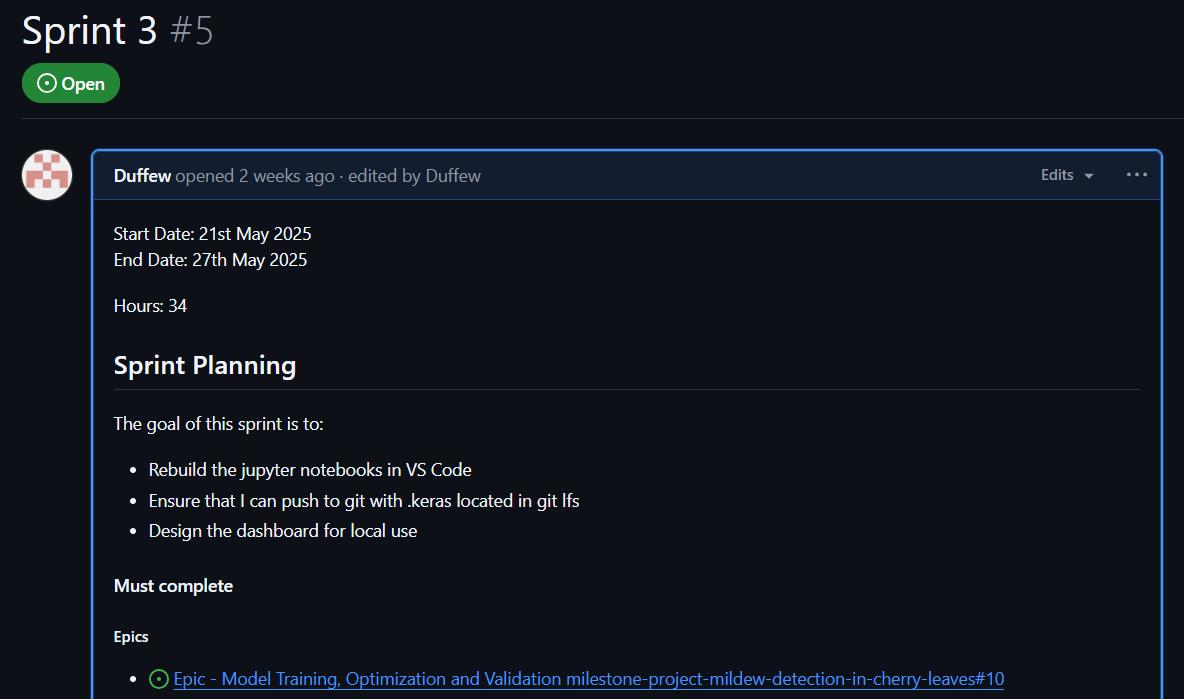 Sprint 3 #5
Open
Duffew opened 2 weeks ago · edited by Duffew
Edits
Start Date: 21st May 2025
End Date: 27th May 2025
Hours: 34
Sprint Planning
The goal of this sprint is to:
Rebuild the jupyter notebooks in VS Code
Ensure that I can push to git with .keras located in git lfs
Design the dashboard for local use
Must complete
Epics
Epic - Model Training, Optimization and Validation milestone-project-mildew-detection-in-cherry-leaves#10